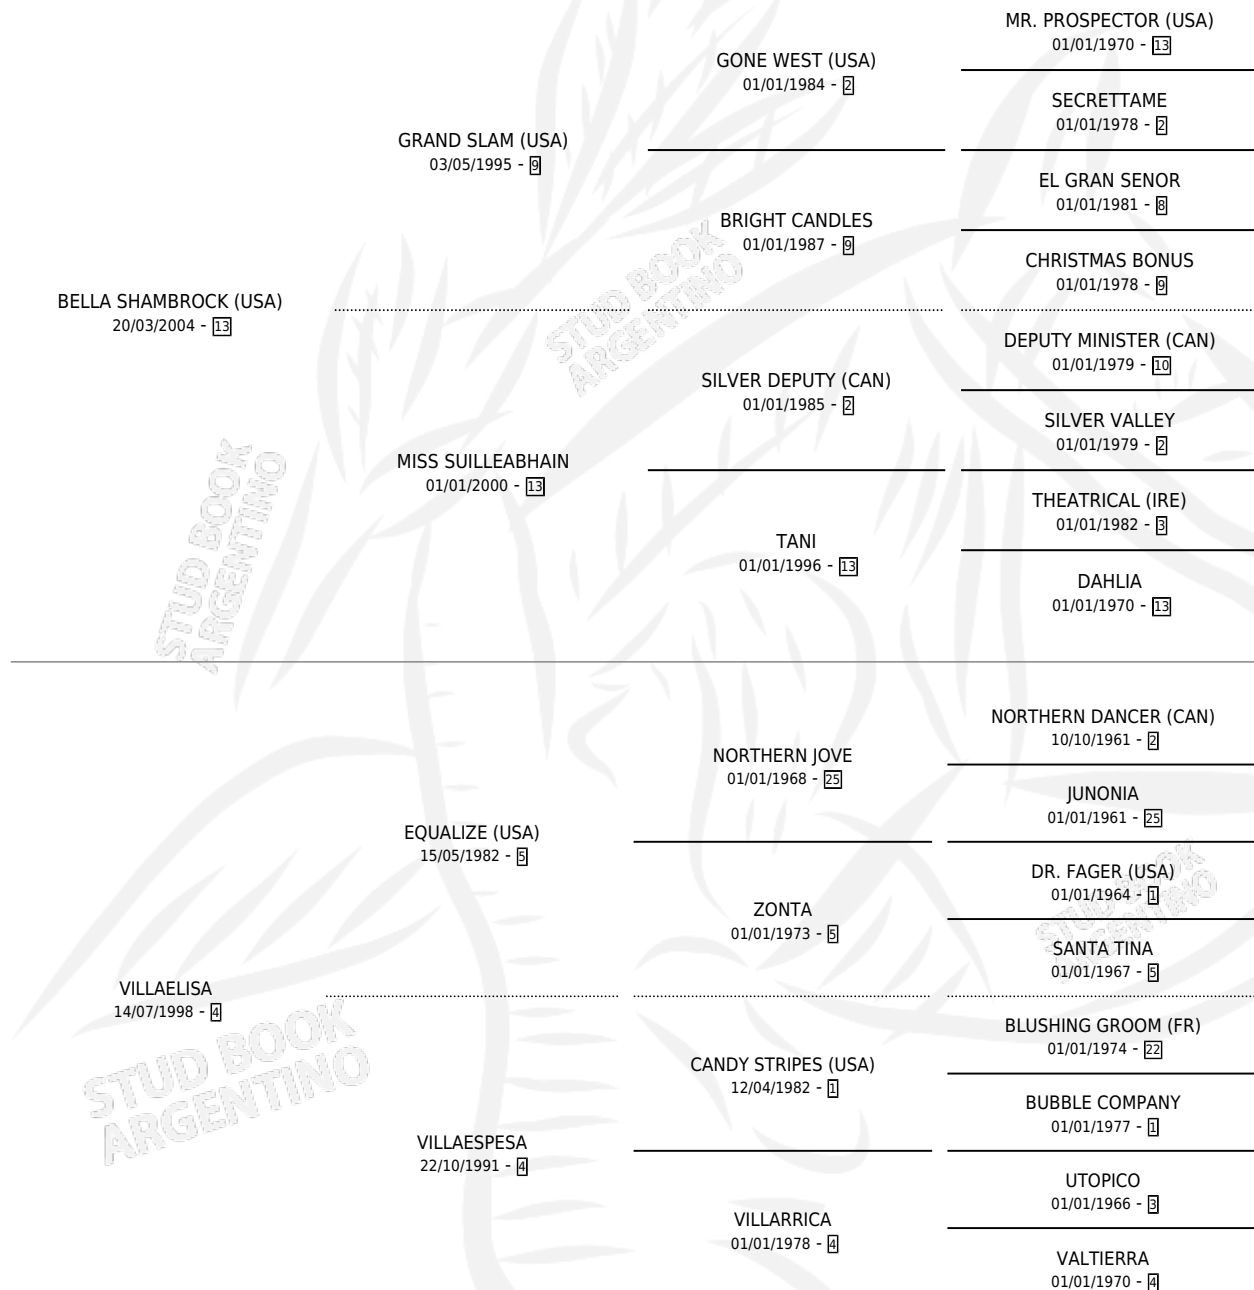 MR. PROSPECTOR (USA)
01/01/1970 - 13
GONE WEST (USA)
01/01/1984 - 2
SECRETTAME
01/01/1978 - 2
GRAND SLAM (USA)
03/05/1995 - 9
EL GRAN SENOR
01/01/1981 - 8
BRIGHT CANDLES
01/01/1987 - 9
CHRISTMAS BONUS
01/01/1978 - 9
BELLA SHAMBROCK (USA)
20/03/2004 - 13
DEPUTY MINISTER (CAN)
01/01/1979 - 10
SILVER DEPUTY (CAN)
01/01/1985 - 2
SILVER VALLEY
01/01/1979 - 2
MISS SUILLEABHAIN
01/01/2000 - 13
THEATRICAL (IRE)
01/01/1982 - 3
TANI
01/01/1996 - 13
DAHLIA
01/01/1970 - 13
NORTHERN DANCER (CAN)
10/10/1961 - 2
NORTHERN JOVE
01/01/1968 - 25
JUNONIA
01/01/1961 - 25
EQUALIZE (USA)
15/05/1982 - 5
DR. FAGER (USA)
01/01/1964 - 1
ZONTA
01/01/1973 - 5
SANTA TINA
01/01/1967 - 5
VILLAELISA
14/07/1998 - 4
BLUSHING GROOM (FR)
01/01/1974 - 22
CANDY STRIPES (USA)
12/04/1982 - 1
BUBBLE COMPANY
01/01/1977 - 1
VILLAESPESA
22/10/1991 - 4
UTOPICO
01/01/1966 - 3
VILLARRICA
01/01/1978 - 4
VALTIERRA
01/01/1970 - 4
STUD BOOK
ARGENTINO
STUD BOOK
ARGENTINO
STUD BOOK
ARGENTINO
STUD BOOK
ARGENTINO